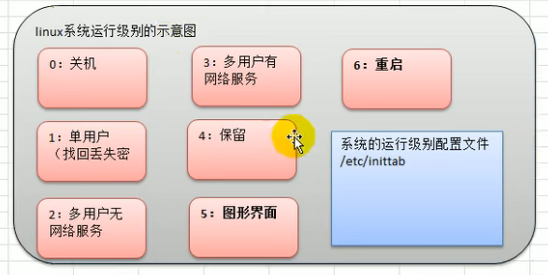 linux系统运行级别的示意图
0：关机
3：多用户有
网络服务
6：重启
1：单用户
（找回丢失密
4：保留
系统的运行级别配置文件
/etc/inittab
2：多用户无
网络服务
5：图形界面